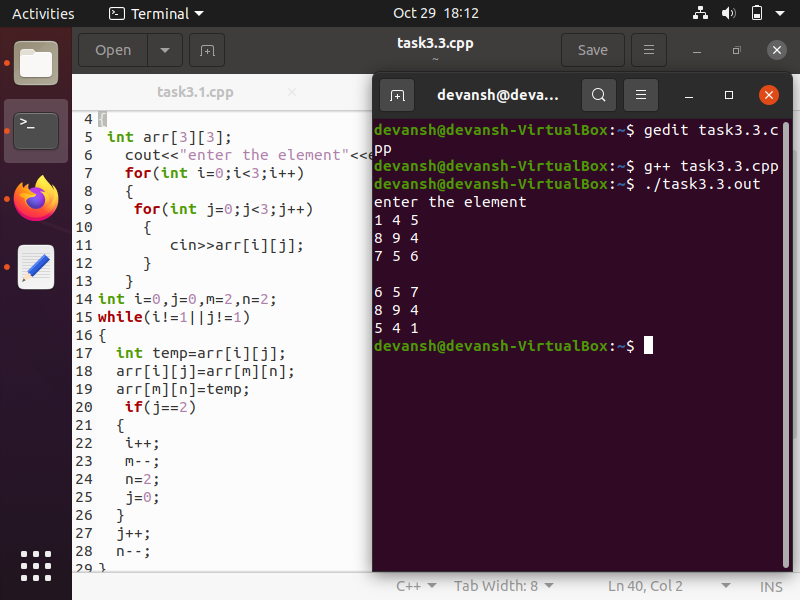 Activities Terminal Oct 29 18:12
Open task3.3.cpp Save
~
task3.1.cpp
4 {
5 int arr[3][3];
6 cout<<"enter the element"<<e
7 for(int i=0;i<3;i++)
8 {
9 for(int j=0;j<3;j++)
10 {
11 cin>>arr[i][j];
12 }
13 }
14 int i=0,j=0,m=2,n=2;
15 while(i!=1||j!=1)
16 {
17 int temp=arr[i][j];
18 arr[i][j]=arr[m][n];
19 arr[m][n]=temp;
20 if(j==2)
21 {
22 i++;
23 m--;
24 n=2;
25 j=0;
26 }
27 j++;
28 n--;
29 }
devansh@deva...
devansh@devansh-VirtualBox:~$ gedit task3.3.c
pp
devansh@devansh-VirtualBox:~$ g++ task3.3.cpp
devansh@devansh-VirtualBox:~$ ./task3.3.out
enter the element
1 4 5
8 9 4
7 5 6
6 5 7
8 9 4
5 4 1
devansh@devansh-VirtualBox:~$
C++ Tab Width: 8 Ln 40, Col 2 INS